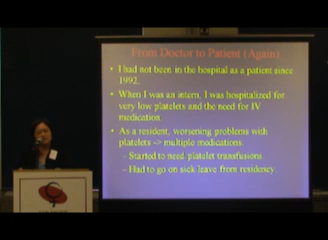 From Doctor to Patient (Again)
• I had not been in the hospital as a patient since
1992.
• When I was an intern, I was hospitalized for
very low platelets and the need for IV
medication.
• As a resident, worsening problems with
platelets -> multiple medications.
– Started to need platelet transfusions
– Had to go on sick leave from residency